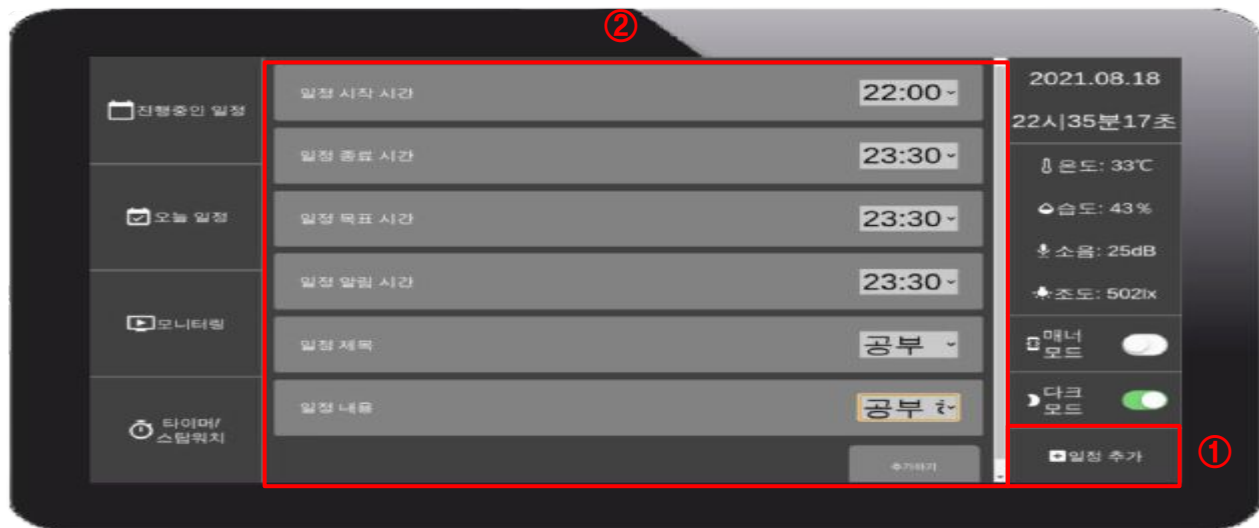 ②
진행중인 일정
오늘 일정
모니터링
타이머/
스탑워치
일정 시작 시간
22:00
일정 종료 시간
23:30
일정 목표 시간
23:30
일정 알림 시간
23:30
일정 제목
공부
일정 내용
공부
추가하기
2021.08.18
22시35분17초
온도: 33℃
습도: 43%
소음: 25dB
조도: 502lx
매너
모드
다크
모드
일정 추가
①